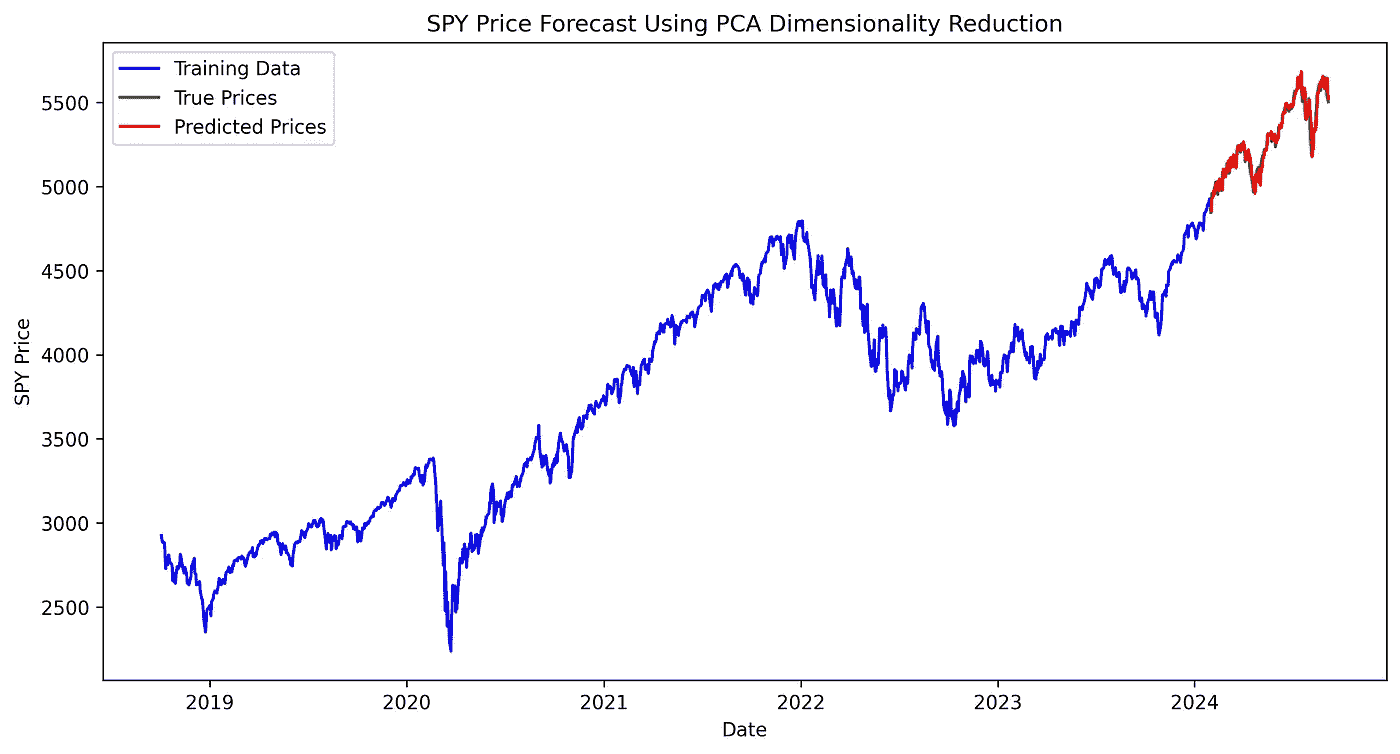 SPY Price Forecast Using PCA Dimensionality Reduction
Training Data
True Prices
Predicted Prices
5500
5000
4500
4000
3500
3000
2500
SPY Price
2019 2020 2021 2022 2023 2024
Date